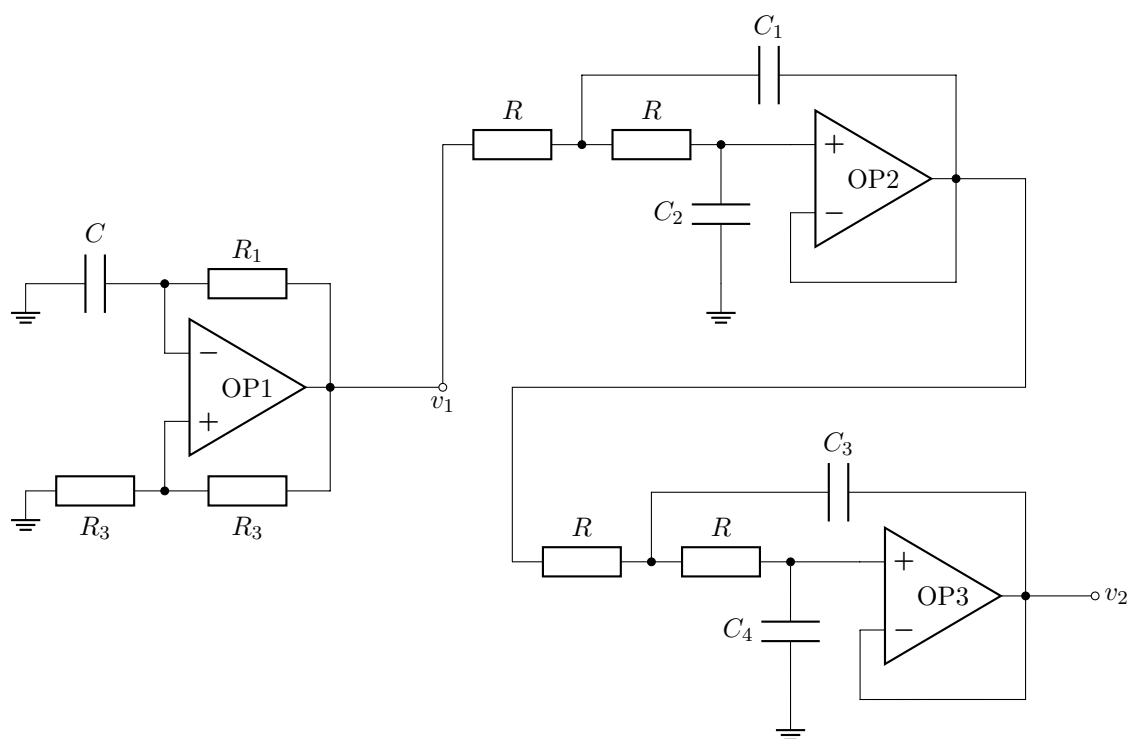 C₁
R
R
+
OP2
−
C₂
C
R₁
−
OP1
+
v₁
R₃
R₃
C₃
R
R
+
OP3
−
v₂
C₄